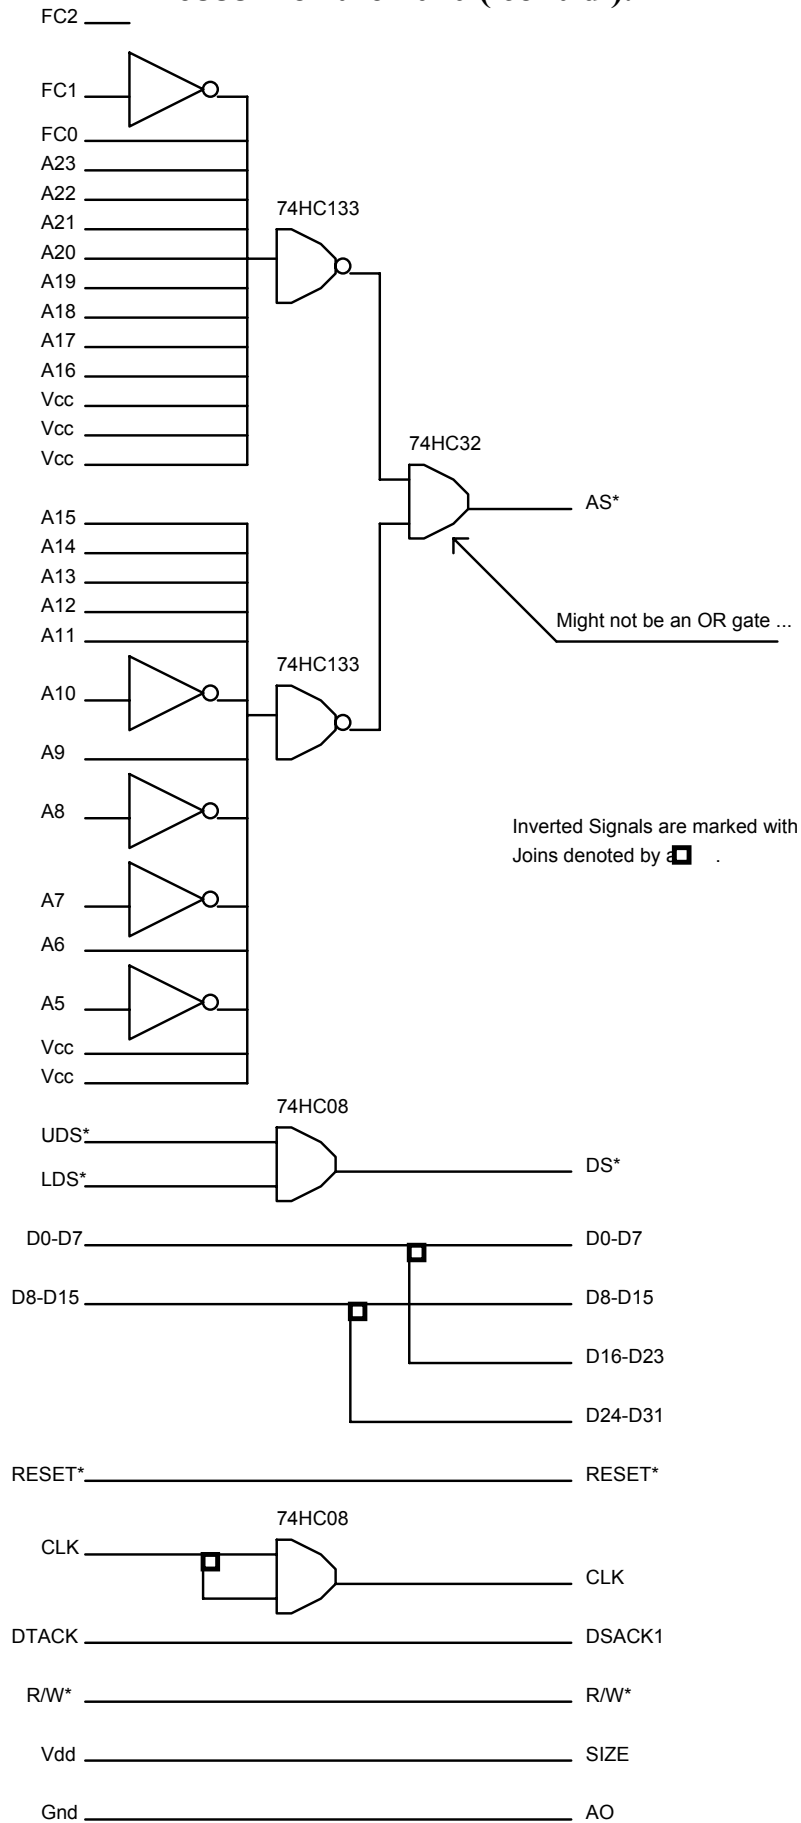 FC2
FC1
FC0
A23
A22
74HC133
A21
A20
A19
A18
A17
A16
Vcc
Vcc
74HC32
Vcc
AS*
A15
A14
A13
A12
Might not be an OR gate ...
A11
74HC133
A10
A9
A8
Inverted Signals are marked with
Joins denoted by a .
A7
A6
A5
Vcc
Vcc
74HC08
UDS*
DS*
LDS*
D0-D7 D0-D7
D8-D15 D8-D15
D16-D23
D24-D31
RESET* RESET*
74HC08
CLK
CLK
DTACK DSACK1
R/W* R/W*
Vdd SIZE
Gnd AO